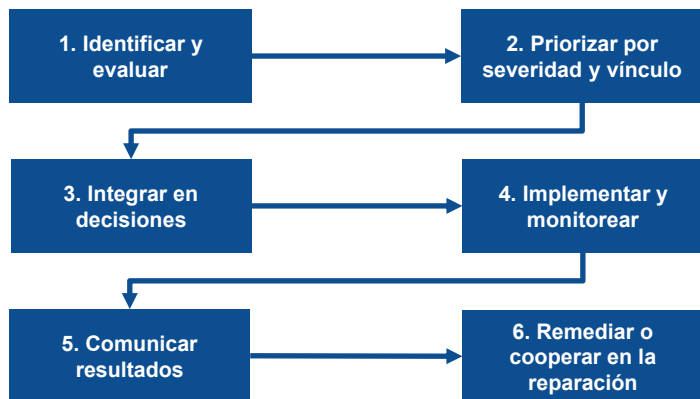 1. Identificar y
evaluar
2. Priorizar por
severidad y vínculo
3. Integrar en
decisiones
4. Implementar y
monitorear
5. Comunicar
resultados
6. Remediar o
cooperar en la
reparación